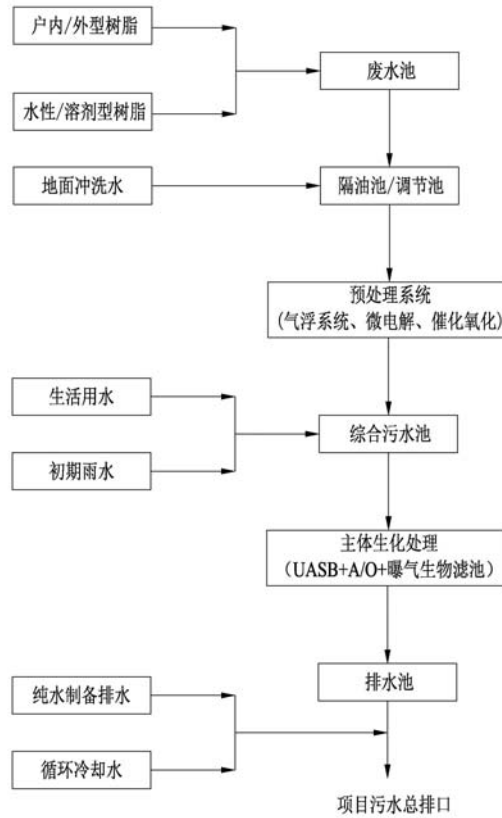 户内/外型树脂
废水池
水性/溶剂型树脂
地面冲洗水
隔油池/调节池
预处理系统
(气浮系统、微电解、催化氧化)
生活用水
综合污水池
初期雨水
主体生化处理
（UASB+A/O+曝气生物滤池）
排水池
纯水制备排水
循环冷却水
项目污水总排口